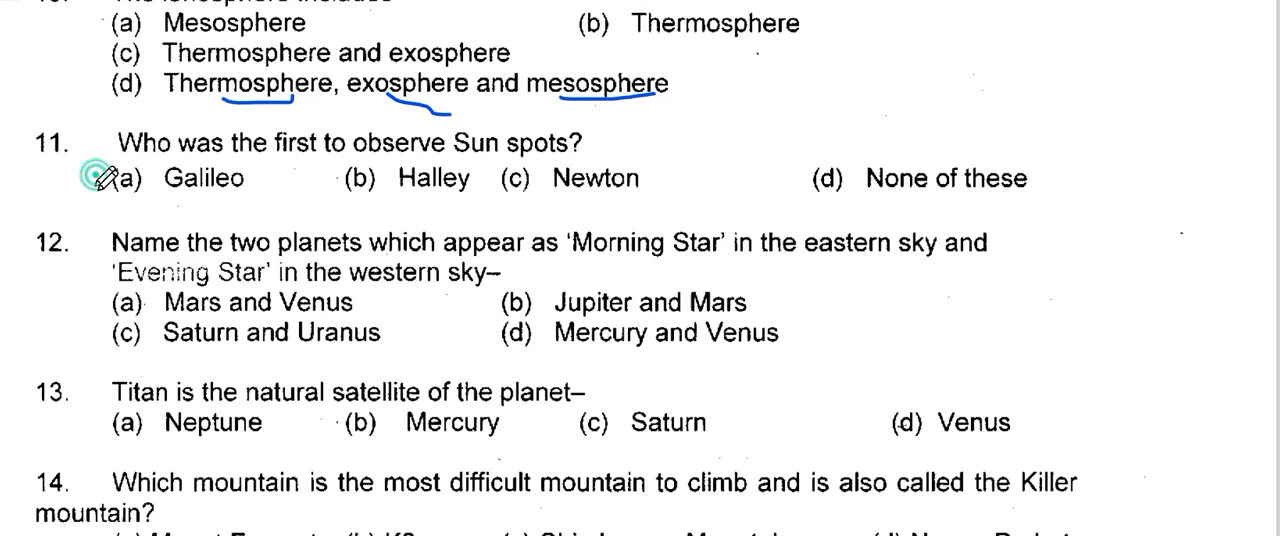 (a) Mesosphere (b) Thermosphere
(c) Thermosphere and exosphere
(d) Thermosphere, exosphere and mesosphere
11. Who was the first to observe Sun spots?
(a) Galileo (b) Halley (c) Newton (d) None of these
12. Name the two planets which appear as 'Morning Star' in the eastern sky and
'Evening Star' in the western sky–
(a) Mars and Venus (b) Jupiter and Mars
(c) Saturn and Uranus (d) Mercury and Venus
13. Titan is the natural satellite of the planet–
(a) Neptune (b) Mercury (c) Saturn (d) Venus
14. Which mountain is the most difficult mountain to climb and is also called the Killer
mountain?